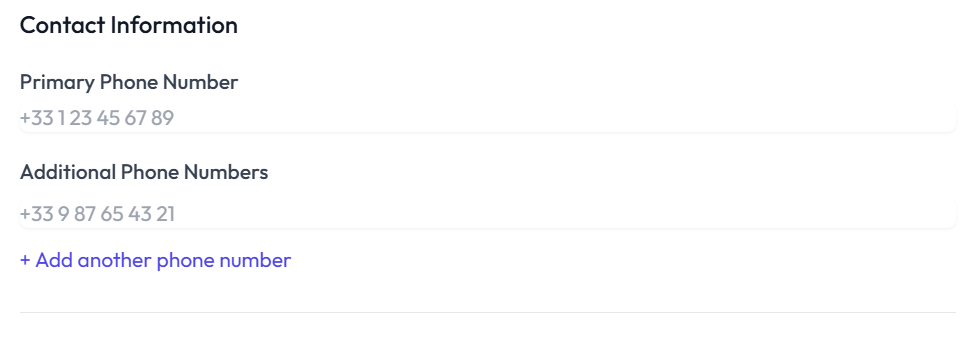 Contact Information
Primary Phone Number
+33 1 23 45 67 89
Additional Phone Numbers
+33 9 87 65 43 21
+ Add another phone number